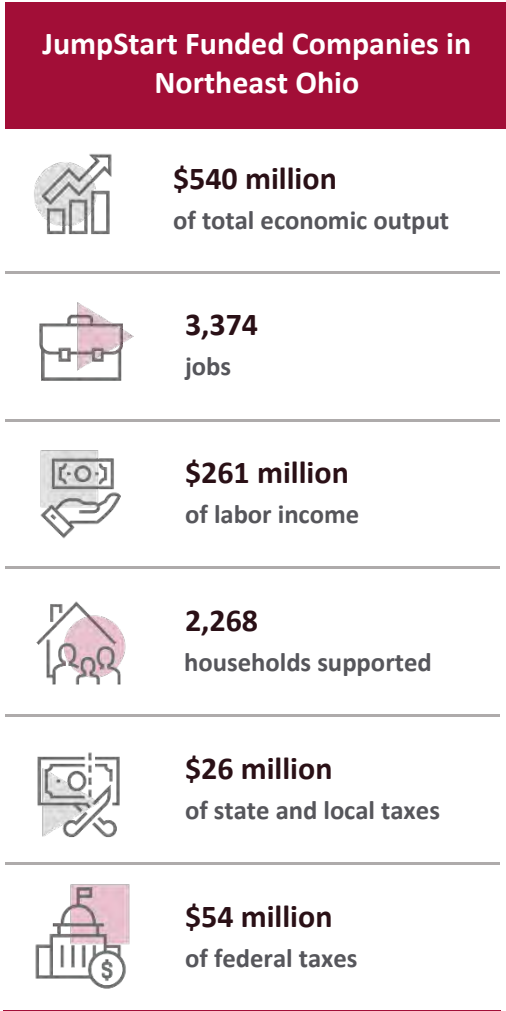 JumpStart Funded Companies in
Northeast Ohio
$540 million
of total economic output
3,374
jobs
$261 million
of labor income
2,268
households supported
$26 million
of state and local taxes
$54 million
of federal taxes
$